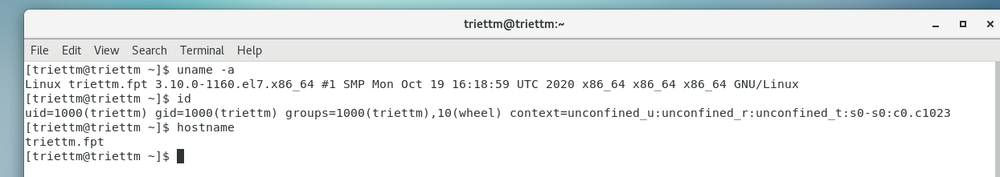 triettm@triettm:~
File Edit View Search Terminal Help
[triettm@triettm ~]$ uname -a
Linux triettm.fpt 3.10.0-1160.el7.x86_64 #1 SMP Mon Oct 19 16:18:59 UTC 2020 x86_64 x86_64 x86_64 GNU/Linux
[triettm@triettm ~]$ id
uid=1000(triettm) gid=1000(triettm) groups=1000(triettm),10(wheel) context=unconfined_u:unconfined_r:unconfined_t:s0-s0:c0.c1023
[triettm@triettm ~]$ hostname
triettm.fpt
[triettm@triettm ~]$